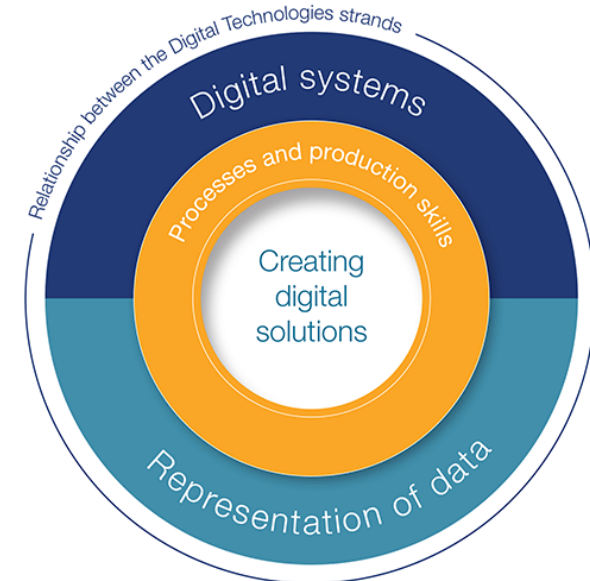 Relationship between the Digital Technologies strands
Digital systems
Processes and production skills
Creating
digital
solutions
Representation of data